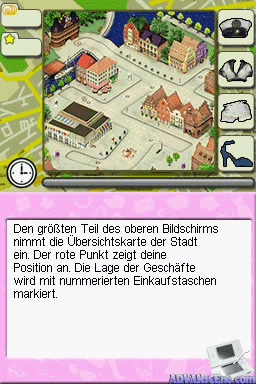 Den größten Teil des oberen Bildschirms
nimmt die Übersichtskarte der Stadt
ein. Der rote Punkt zeigt deine
Position an. Die Lage der Geschäfte
wird mit nummerierten Einkaufstaschen
markiert.
ADVANSCENE.COM